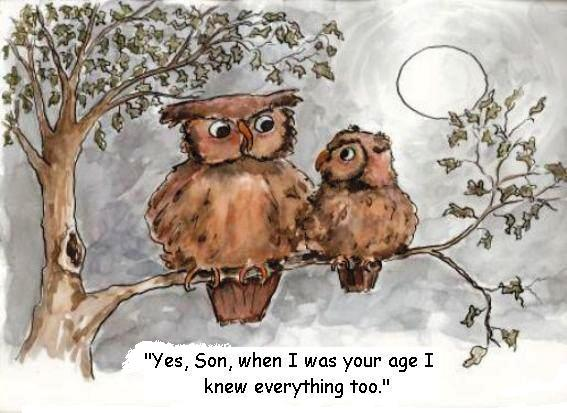 "Yes, Son, when I was your age I
knew everything too."